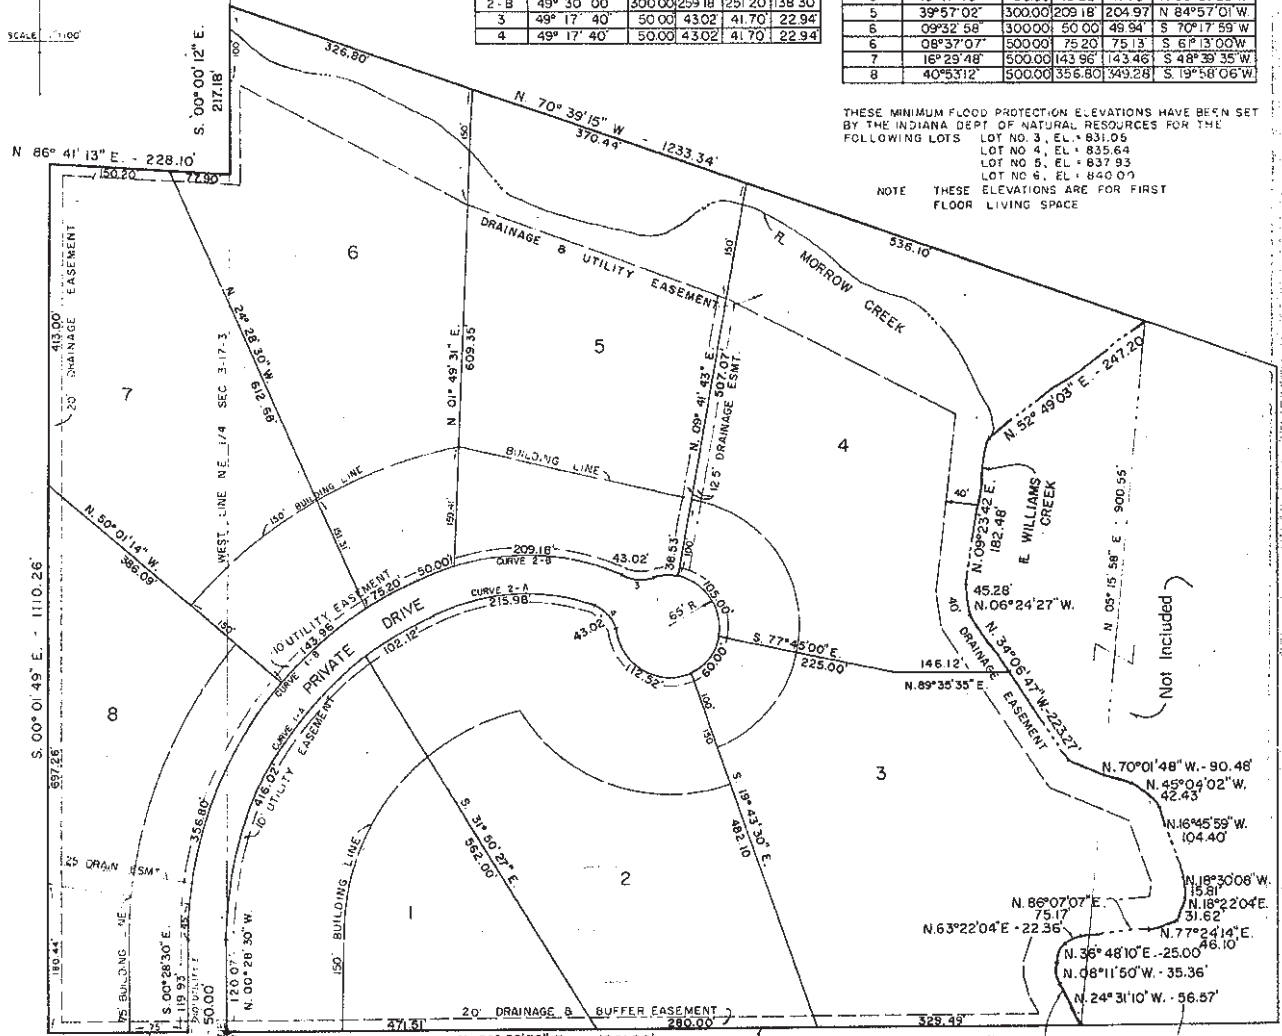 SCALE 1"=100'
2-B 49° 30' 00" 300.00 259.18 251.20 138.30
3 49° 17' 40" 50.00 43.02 41.70 22.94
4 49° 17' 40" 50.00 43.02 41.70 22.94
5 39°57'02" 300.00 209.18 204.97 N 84°57'01"W.
6 09°32'58" 300.00 50.00 49.94 S 70°17'59"W
6 08°37'07" 500.00 75.20 75.13 S 61°13'00"W
7 16°29'48" 500.00 143.96' 143.46 S 48°39'35"W
8 40°53'12" 500.00 356.80 349.28 S. 19°58'06"W
THESE MINIMUM FLOOD PROTECTION ELEVATIONS HAVE BEEN SET
BY THE INDIANA DEPT OF NATURAL RESOURCES FOR THE
FOLLOWING LOTS LOT NO. 3, EL. = 831.05
LOT NO 4, EL = 835.64
LOT NO 5, EL = 837.93
LOT NO 6, EL = 840.00
NOTE THESE ELEVATIONS ARE FOR FIRST
FLOOR LIVING SPACE
S. 00°00'12" E.
217.18'
100'
326.80'
N. 70° 39' 15" W - 1233.34'
370.44'
536.10'
N 86° 41' 13" E. - 228.10'
150.20'
77.90'
413.00'
20' DRAINAGE EASEMENT
7
N 24° 28' 30" W.
612.68'
WEST LINE NE 1/4 SEC 3-17-3
6
150'
DRAINAGE & UTILITY EASEMENT
N 01° 49' 31" E.
609.35'
5
150'
N. 09° 41' 43" E.
507.07'
12.5' DRAINAGE ESMT.
R. MORROW CREEK
4
N. 52° 49' 03" E. - 247.20'
N 05° 15' 58" E 900.55'
Not Included
N. 09°23'42 E.
182.48'
R. WILLIAMS CREEK
45.28'
N. 06°24'27"W.
40' DRAINAGE EASEMENT
N. 34°06'47"W.-223.27'
BUILDING LINE
150' BUILDING LINE
151.31'
38.53'
100'
105.00'
65' R
S. 77°45'00"E.
225.00'
146.12'
N.89°35'35"E.
60.00'
112.52'
43.02'
3
4
43.02'
209.18'
CURVE 2-B
CURVE 2-A
215.98'
50.00'
75.20'
10' UTILITY EASEMENT
143.96'
CURVE 1-B
PRIVATE DRIVE
102.12'
CURVE 1-A
416.02'
10' UTILITY EASEMENT
N. 50° 01' 14" W.
386.09'
150'
S. 00° 01' 49" E. - 1110.26'
697.26'
8
356.80'
25' DRAIN ESMT
180.44'
75' BUILDING LINE
75'
S. 00°28'30"E.
119.93'
45'
50.00'
120.07'
N. 00°28'30"W.
150' BUILDING LINE
1
S. 31° 50' 27" E.
562.00'
2
100'
150'
S. 19° 43' 30" E.
482.10
3
N. 70°01'48" W.- 90.48'
N. 45°04'02"W.
42.43'
N.16°45'59"W.
104.40'
N.18°30'08"W.
15.81'
N.18°22'04"E.
31.62'
N.77°24'14"E.
46.10'
N. 86°07'07"E.
75.17'
N.63°22'04"E - 22.36'
N.36°48'10"E.-25.00'
N.08°11'50"W.- 35.36'
N.24°31'10"W. - 56.57'
20' DRAINAGE & BUFFER EASEMENT
471.51'
280.00'
329.49'